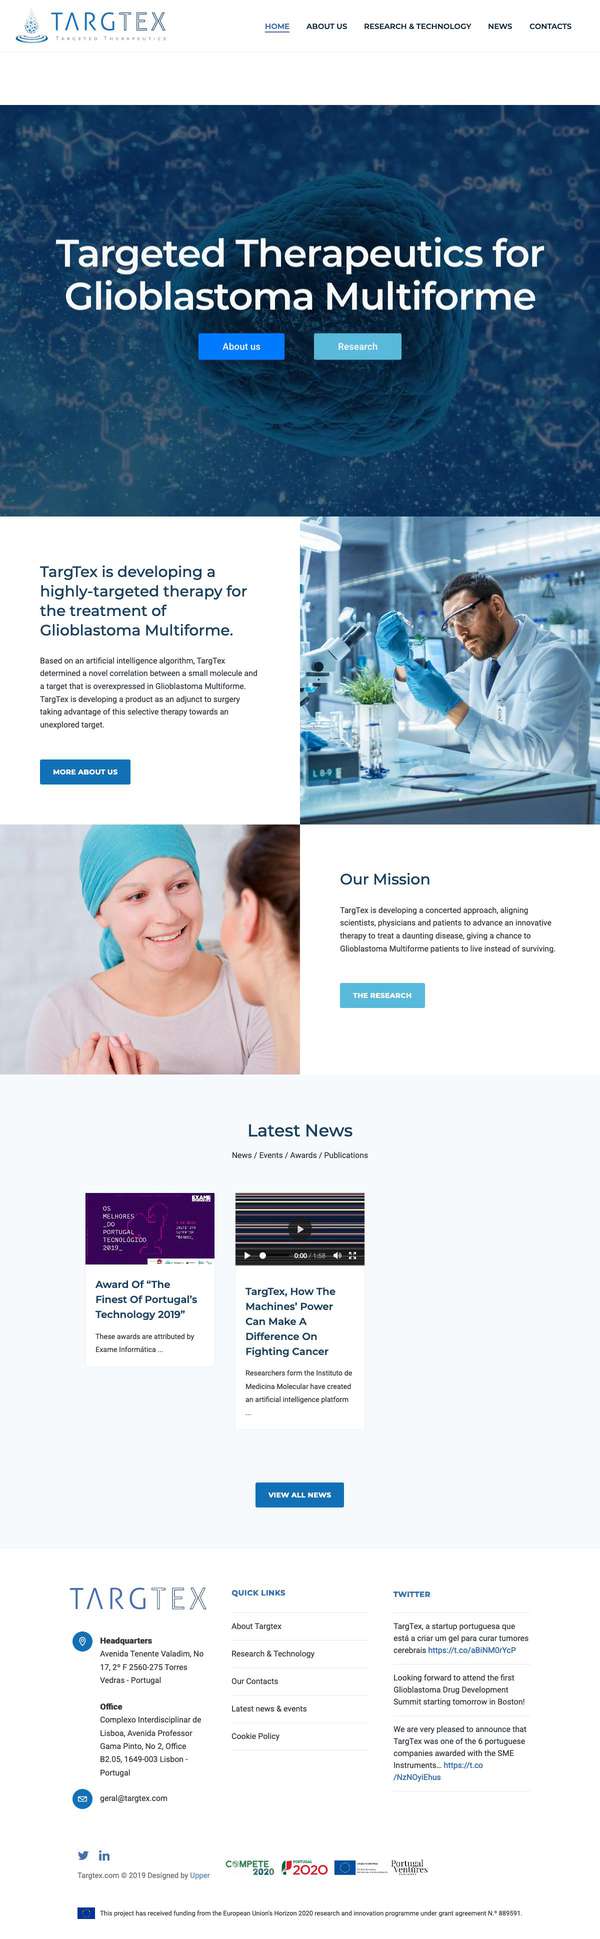 TARGTEX
TARGETED THERAPEUTICS
HOME
ABOUT US
RESEARCH & TECHNOLOGY
NEWS
CONTACTS
Targeted Therapeutics for
Glioblastoma Multiforme
About us
Research
TargTex is developing a
highly-targeted therapy for
the treatment of
Glioblastoma Multiforme.
Based on an artificial intelligence algorithm, TargTex
determined a novel correlation between a small molecule and
a target that is overexpressed in Glioblastoma Multiforme.
TargTex is developing a product as an adjunct to surgery
taking advantage of this selective therapy towards an
unexplored target.
MORE ABOUT US
Our Mission
TargTex is developing a concerted approach, aligning
scientists, physicians and patients to advance an innovative
therapy to treat a daunting disease, giving a chance to
Glioblastoma Multiforme patients to live instead of surviving.
THE RESEARCH
Latest News
News / Events / Awards / Publications
EXAME
OS
MELHORES
_DO
PORTUGAL
TECNOLÓGICO
2019_
Award Of “The
Finest Of Portugal’s
Technology 2019”
These awards are attributed by
Exame Informática ...
0:00 / 1:58
TargTex, How The
Machines’ Power
Can Make A
Difference On
Fighting Cancer
Researchers form the Instituto de
Medicina Molecular have created
an artificial intelligence platform
...
VIEW ALL NEWS
TARGTEX
Headquarters
Avenida Tenente Valadim, No
17, 2º F 2560-275 Torres
Vedras - Portugal
Office
Complexo Interdisciplinar de
Lisboa, Avenida Professor
Gama Pinto, No 2, Office
B2.05, 1649-003 Lisbon -
Portugal
geral@targtex.com
QUICK LINKS
About Targtex
Research & Technology
Our Contacts
Latest news & events
Cookie Policy
TWITTER
TargTex, a startup portuguesa que
está a criar um gel para curar tumores
cerebrais https://t.co/aBiNM0rYcP
Looking forward to attend the first
Glioblastoma Drug Development
Summit starting tomorrow in Boston!
We are very pleased to announce that
TargTex was one of the 6 portuguese
companies awarded with the SME
Instruments... https://t.co
/NzNOyiEhus
Targtex.com © 2019 Designed by Upper
COMPETE
2020
PORTUGAL
2020
Portugal
Ventures
This project has received funding from the European Union's Horizon 2020 research and innovation programme under grant agreement N.º 889591.